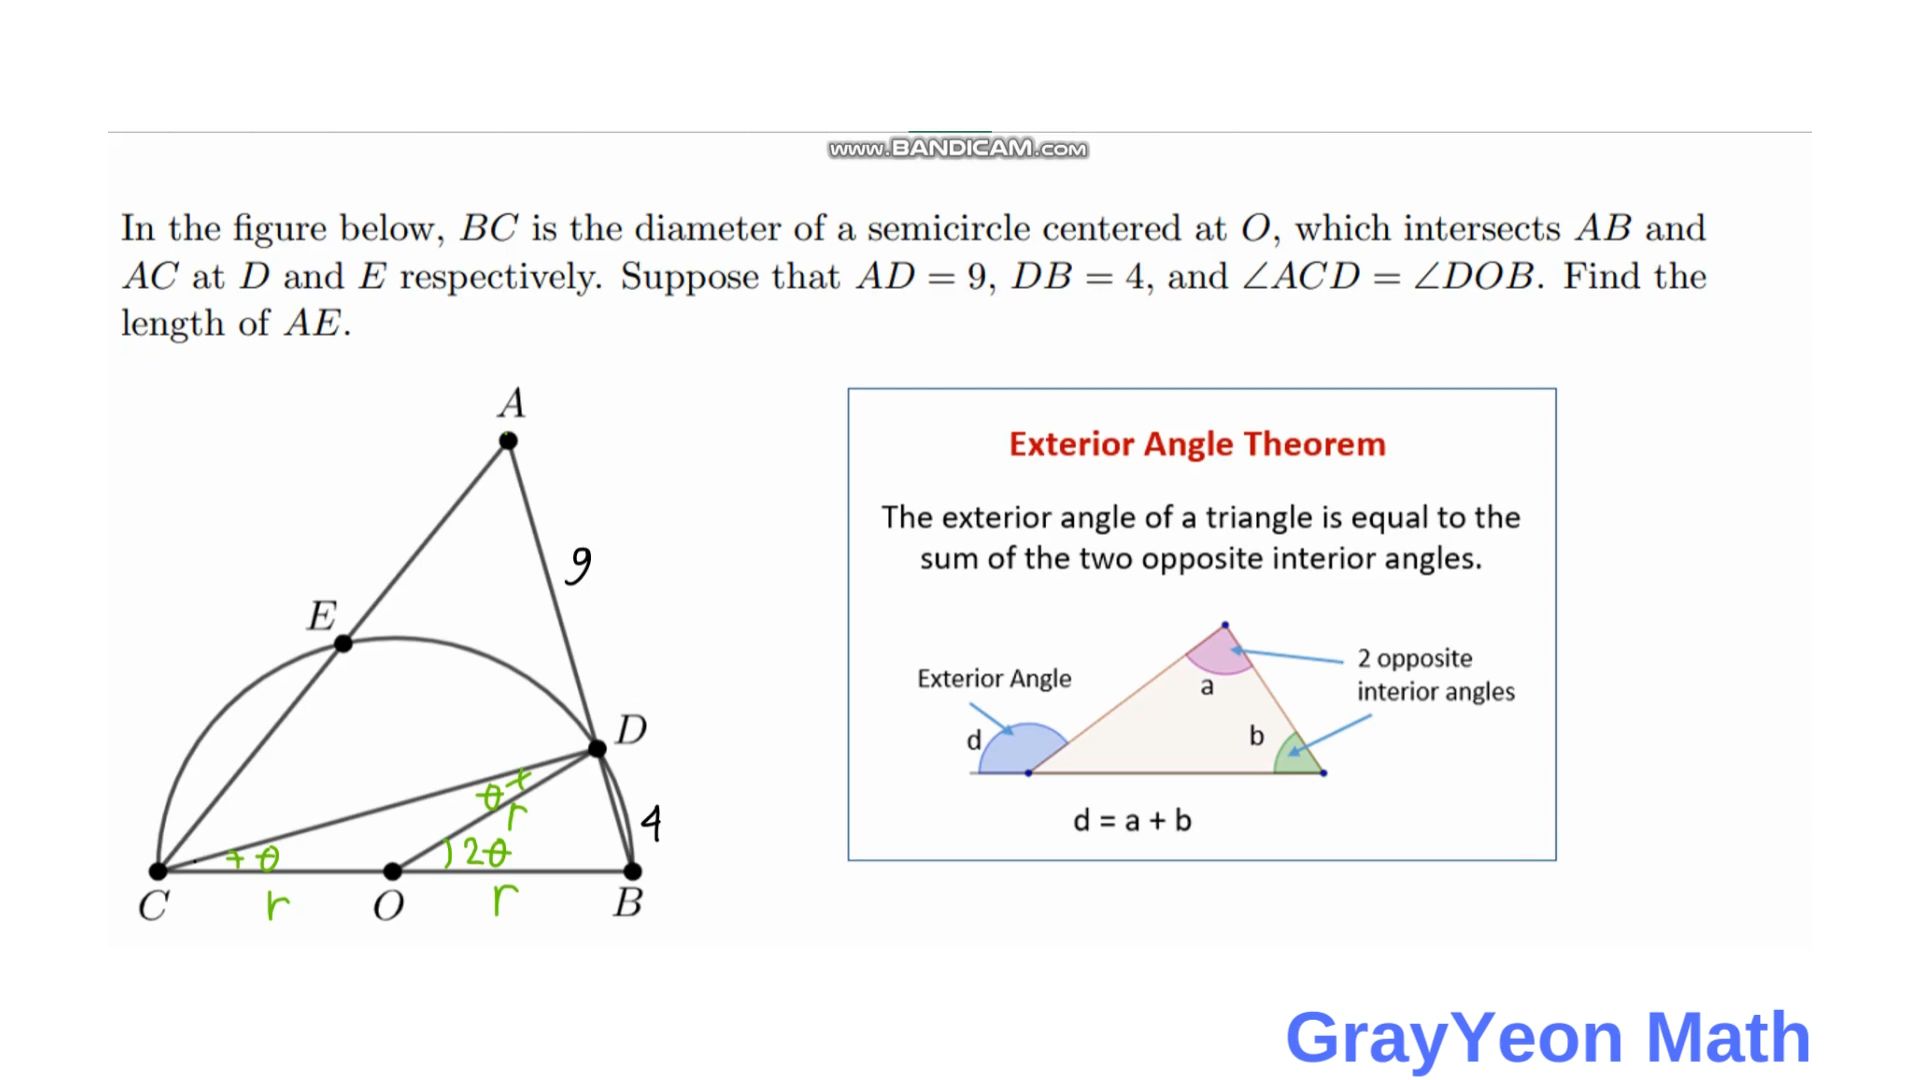 www.BANDICAM.COM
In the figure below, BC is the diameter of a semicircle centered at O, which intersects AB and
AC at D and E respectively. Suppose that AD = 9, DB = 4, and ∠ACD = ∠DOB. Find the
length of AE.
A
9
E
D
θ
r
4
θ
2θ
C
r
O
r
B
Exterior Angle Theorem
The exterior angle of a triangle is equal to the
sum of the two opposite interior angles.
Exterior Angle
2 opposite
interior angles
a
d
b
d = a + b
GrayYeon Math